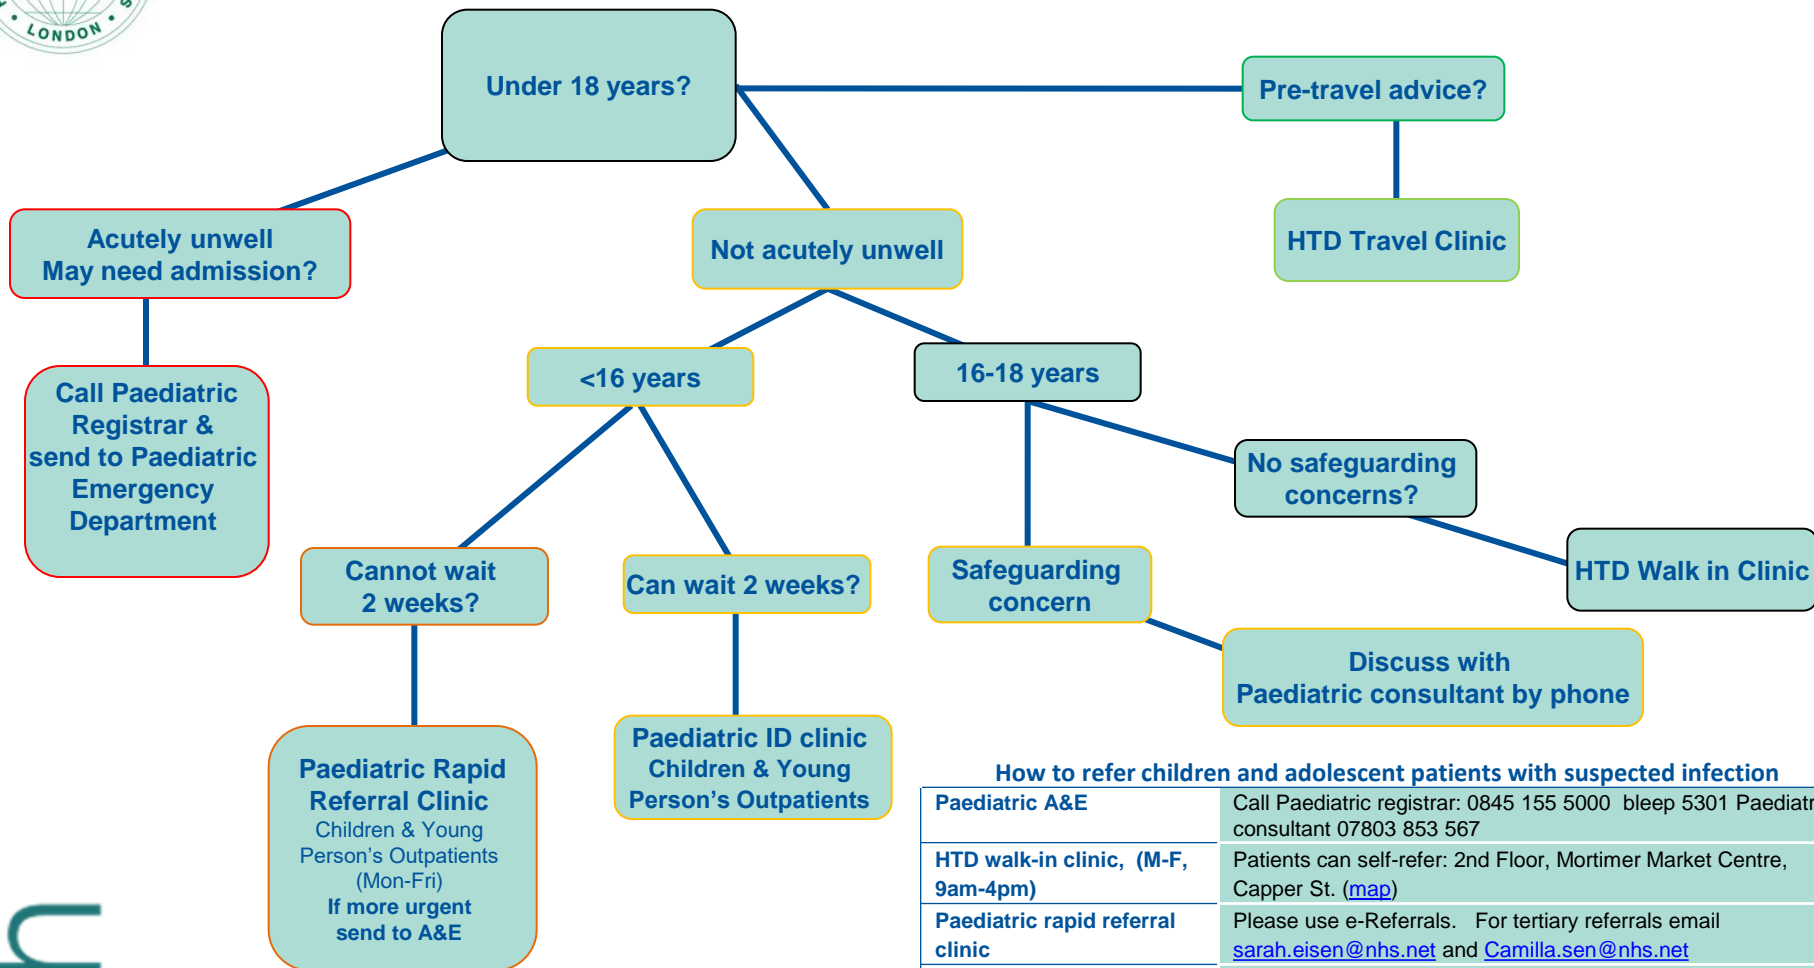 LONDON
Under 18 years?
Pre-travel advice?
Acutely unwell
May need admission?
Not acutely unwell
HTD Travel Clinic
<16 years
16-18 years
Call Paediatric
Registrar &
send to Paediatric
Emergency
Department
No safeguarding
concerns?
Cannot wait
2 weeks?
Can wait 2 weeks?
Safeguarding
concern
HTD Walk in Clinic
Discuss with
Paediatric consultant by phone
Paediatric Rapid
Referral Clinic
Children & Young
Person's Outpatients
(Mon-Fri)
If more urgent
send to A&E
Paediatric ID clinic
Children & Young
Person's Outpatients
How to refer children and adolescent patients with suspected infection
Paediatric A&E
Call Paediatric registrar: 0845 155 5000 bleep 5301 Paediatr
consultant 07803 853 567
HTD walk-in clinic, (M-F,
9am-4pm)
Patients can self-refer: 2nd Floor, Mortimer Market Centre,
Capper St. (map)
Paediatric rapid referral
clinic
Please use e-Referrals. For tertiary referrals email
sarah.eisen@nhs.net and Camilla.sen@nhs.net